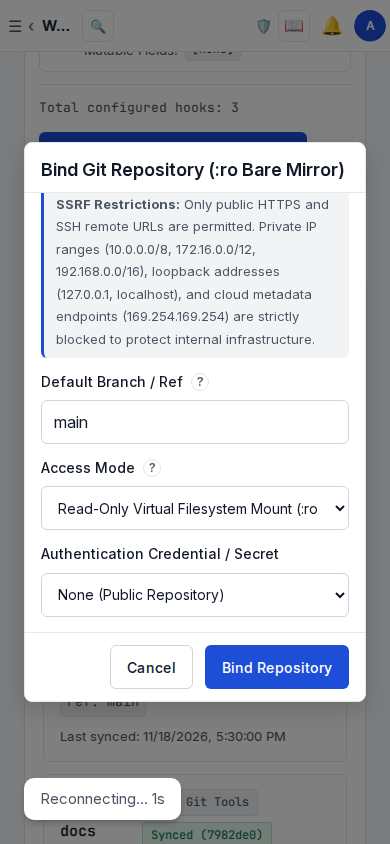 W...
A
Mutable Fields: (none)
Total configured hooks: 3
Bind Git Repository (:ro Bare Mirror)
SSRF Restrictions: Only public HTTPS and
SSH remote URLs are permitted. Private IP
ranges (10.0.0.0/8, 172.16.0.0/12,
192.168.0.0/16), loopback addresses
(127.0.0.1, localhost), and cloud metadata
endpoints (169.254.169.254) are strictly
blocked to protect internal infrastructure.
Default Branch / Ref ?
main
Access Mode ?
Read-Only Virtual Filesystem Mount (:ro
Authentication Credential / Secret
None (Public Repository)
Cancel
Bind Repository
ref: main
Last synced: 11/18/2026, 5:30:00 PM
Git Tools
Reconnecting... 1s
docs
Synced (7982de0)